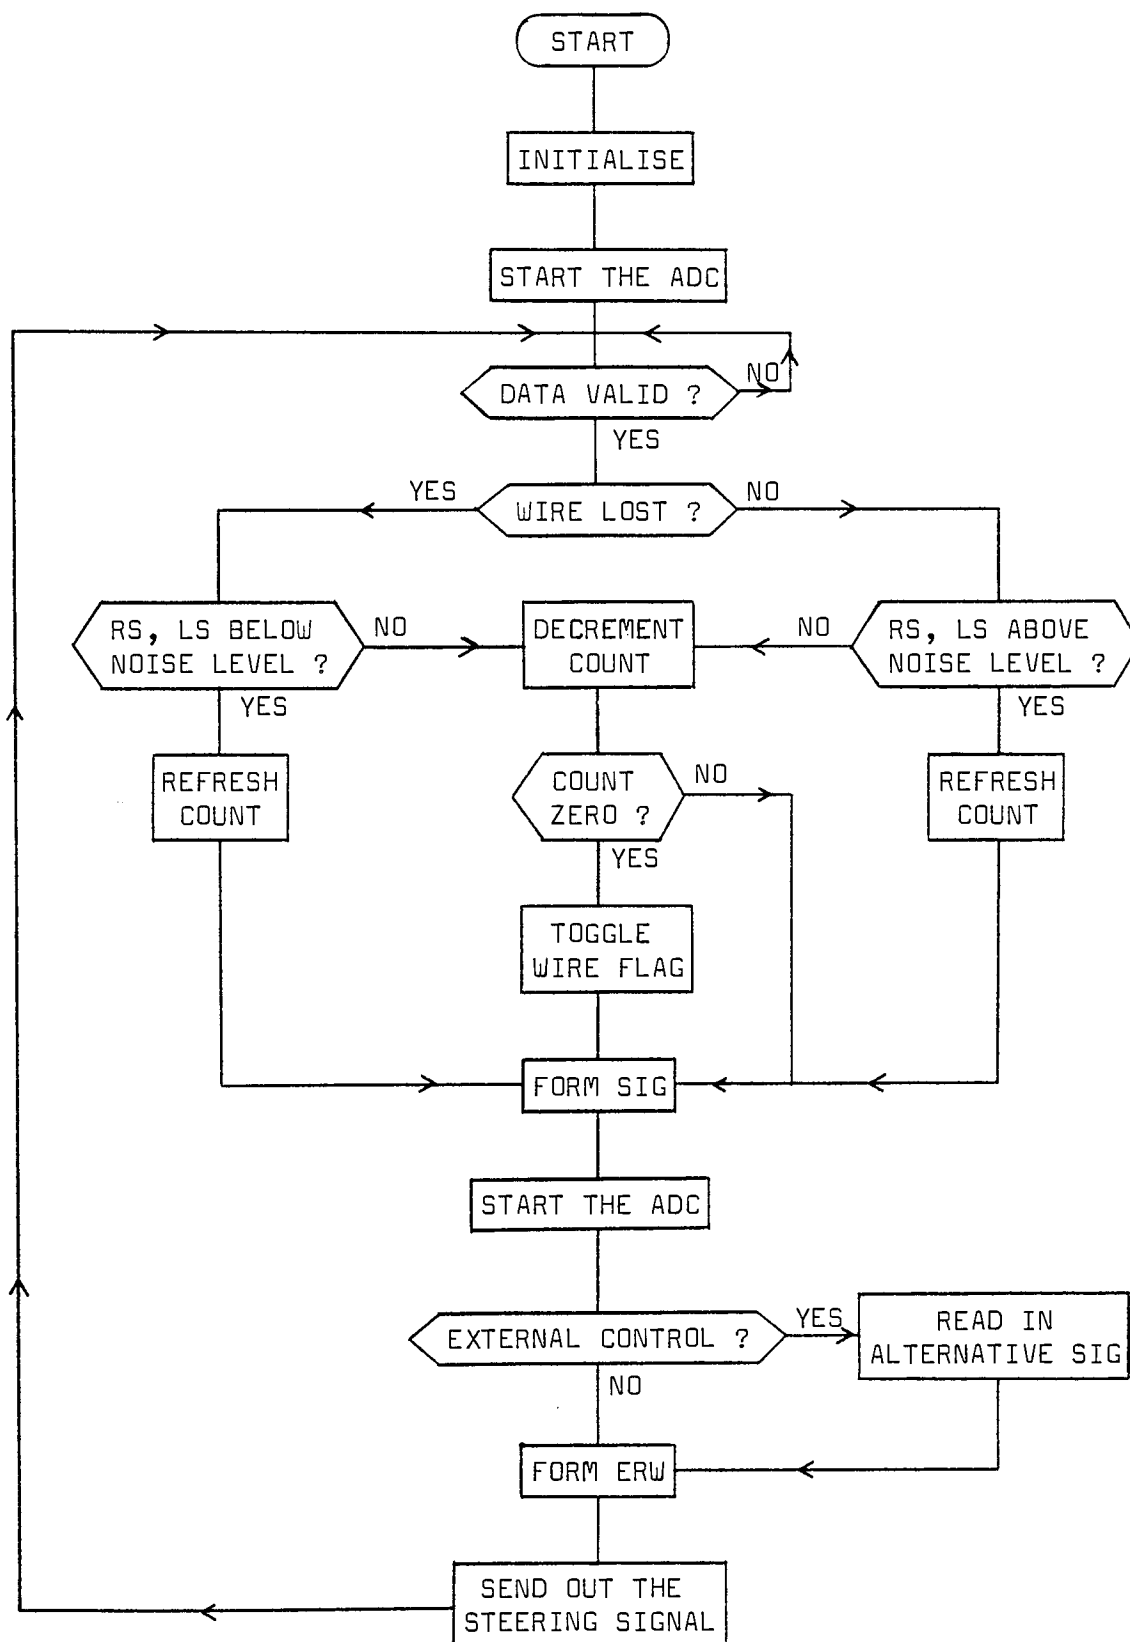 START
INITIALISE
START THE ADC
NO
DATA VALID ?
YES
YES
NO
WIRE LOST ?
RS, LS BELOW
NOISE LEVEL ?
NO
DECREMENT
COUNT
NO
RS, LS ABOVE
NOISE LEVEL ?
YES
YES
REFRESH
COUNT
COUNT
ZERO ?
NO
REFRESH
COUNT
YES
TOGGLE
WIRE FLAG
FORM SIG
START THE ADC
EXTERNAL CONTROL ?
YES
READ IN
ALTERNATIVE SIG
NO
FORM ERW
SEND OUT THE
STEERING SIGNAL